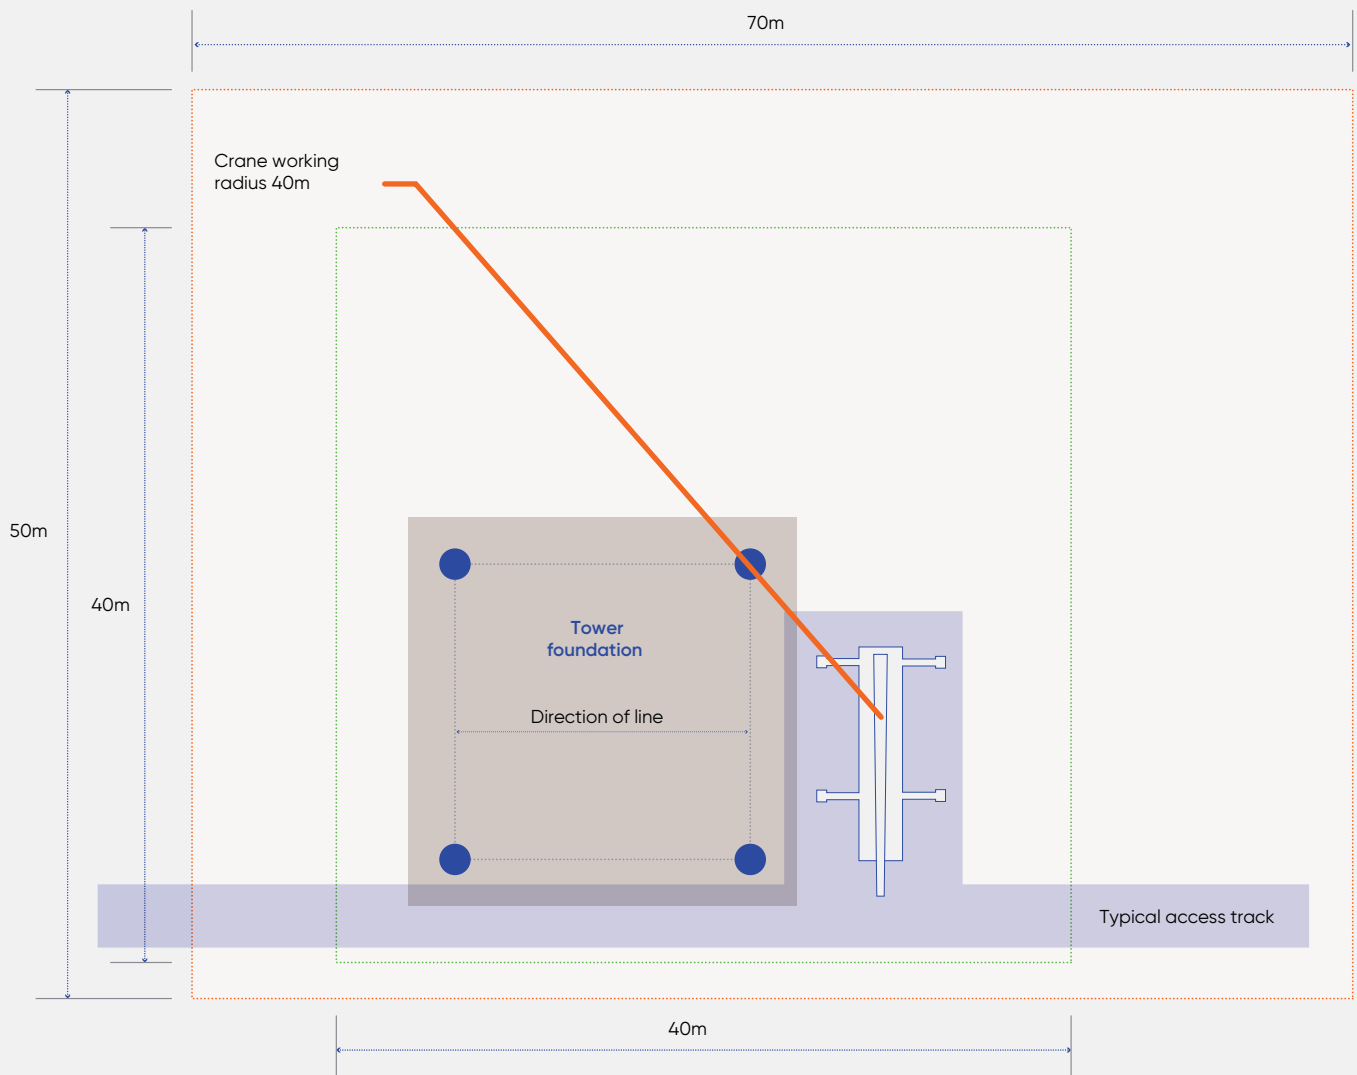 70m
Crane working
radius 40m
50m
40m
Tower
foundation
Direction of line
Typical access track
40m